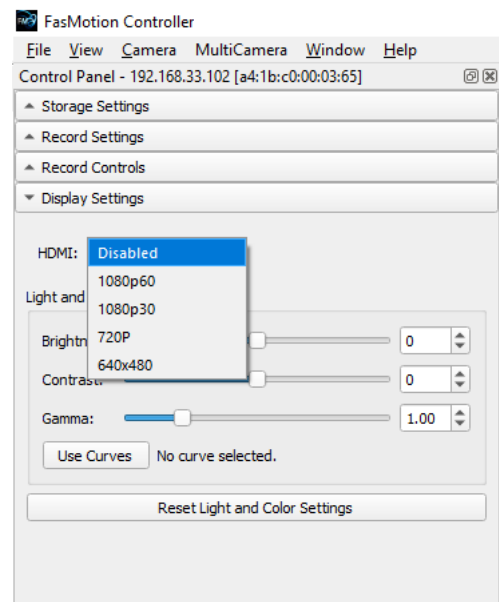 FasMotion Controller
File View Camera MultiCamera Window Help
Control Panel - 192.168.33.102 [a4:1b:c0:00:03:65]
Storage Settings
Record Settings
Record Controls
Display Settings
HDMI: Disabled
1080p60
1080p30
720P
640x480
Light and
Brightn 0
Contrast: 0
Gamma: 1.00
Use Curves No curve selected.
Reset Light and Color Settings